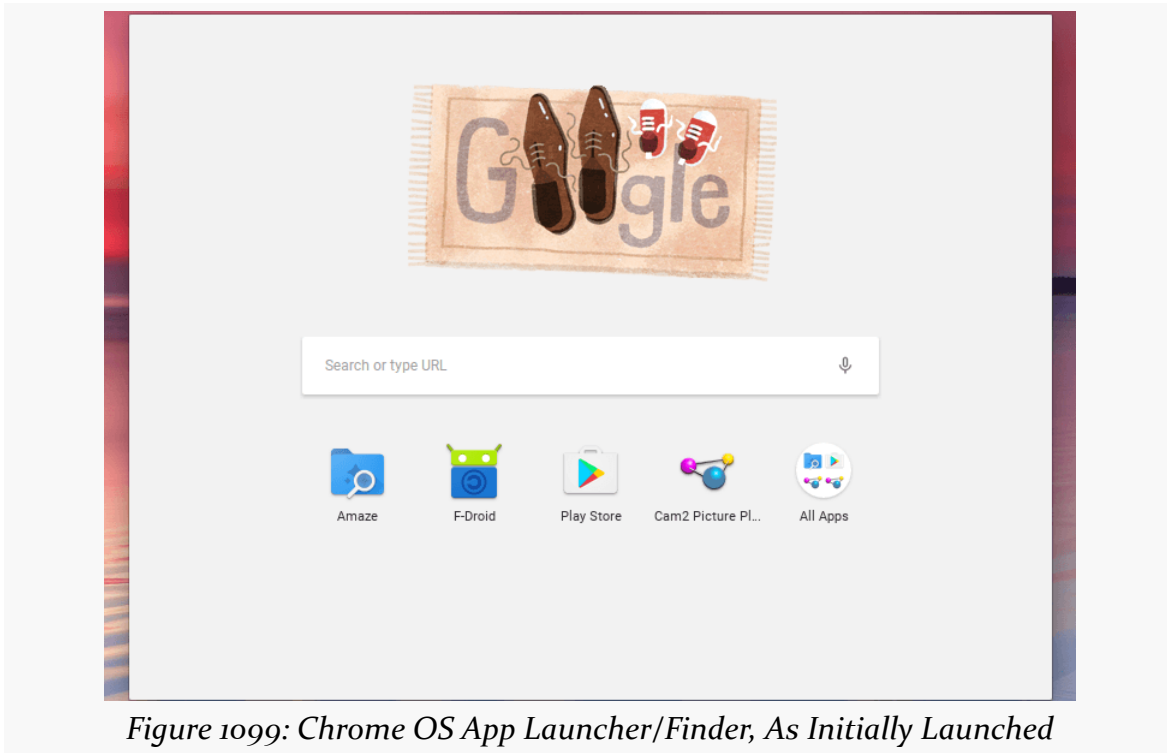 Google
Search or type URL
Amaze F-Droid Play Store Cam2 Picture Pl... All Apps
Figure 1099: Chrome OS App Launcher/Finder, As Initially Launched